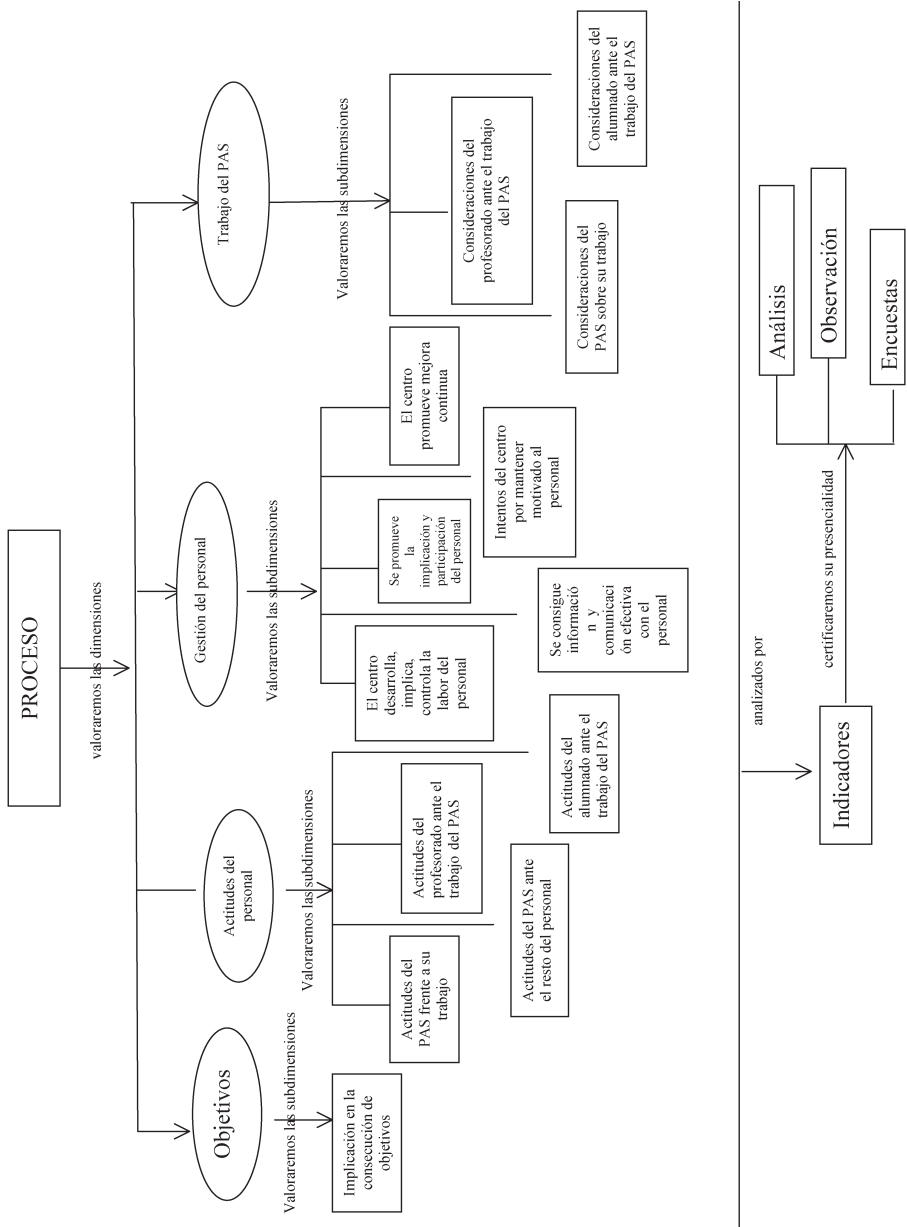 PROCESO
valoraremos las dimensiones
Objetivos
Actitudes del
personal
Gestión del personal
Trabajo del PAS
Valoraremos las subdimensiones
Valoraremos las subdimensiones
Valoraremos las subdimensiones
Valoraremos las subdimensiones
Implicación en la
consecución de
objetivos
Actitudes del
PAS frente a su
trabajo
Actitudes del PAS ante
el resto del personal
Actitudes del
profesorado ante el
trabajo del PAS
Actitudes del
alumnado ante el
trabajo del PAS
El centro
desarrolla,
implica,
controla la
labor del
personal
Se consigue
informació
n y
comunicaci
ón efectiva
con el
personal
Se promueve
la
implicación y
participación
del personal
Intentos del centro
por mantener
motivado al
personal
El centro
promueve mejora
continua
Consideraciones del
PAS sobre su trabajo
Consideraciones del
profesorado ante el trabajo
del PAS
Consideraciones del
alumnado ante el
trabajo del PAS
analizados por
Indicadores
certificaremos su presencialidad
Análisis
Observación
Encuestas